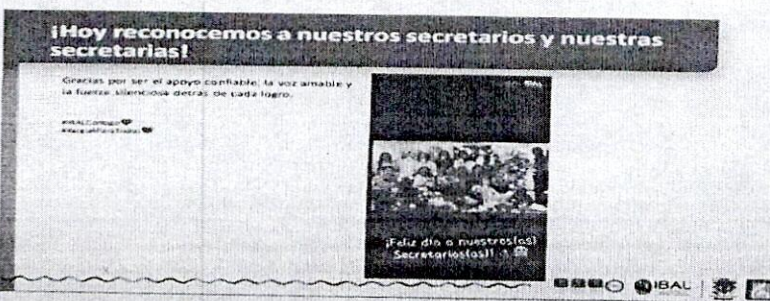 ¡Hoy reconocemos a nuestros secretarios y nuestras
secretarias!
Gracias por ser el apoyo confiable, la voz amable y
la fuerza silenciosa detrás de cada logro.
#IBALContigo
¡Feliz día a nuestros(as)
Secretarios(as)!
IBAL